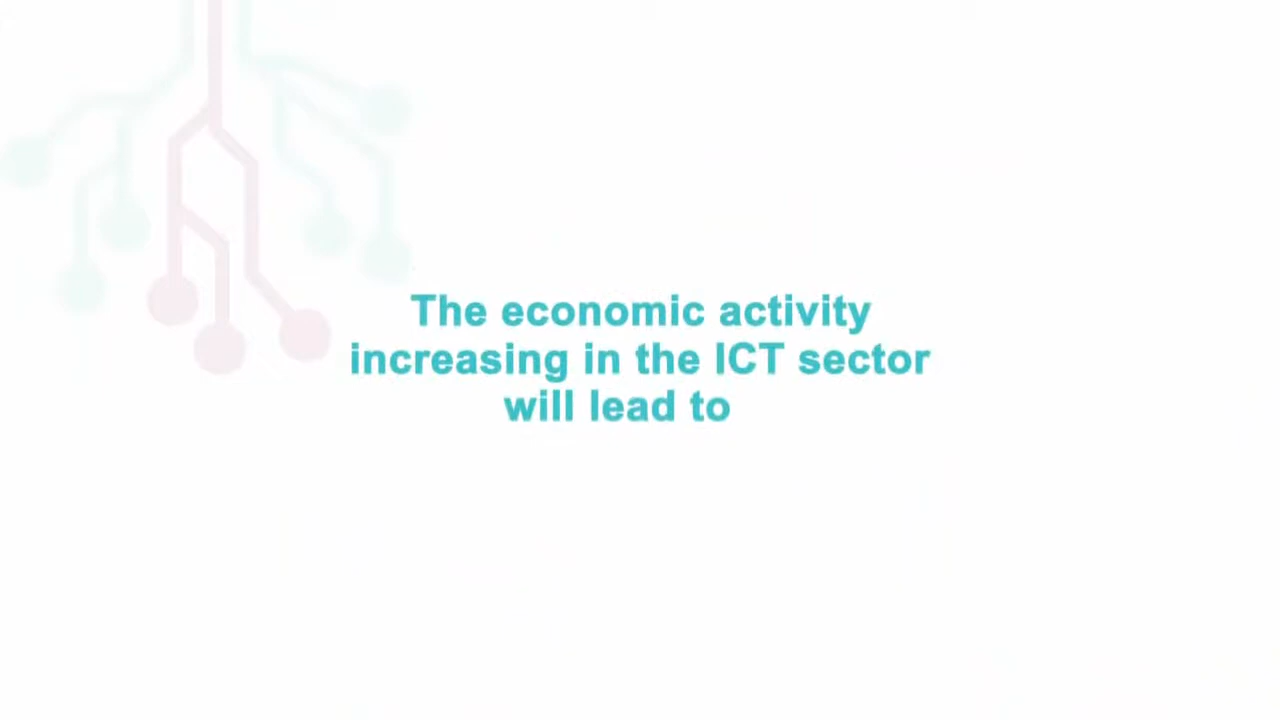 The economic activity
increasing in the ICT sector
will lead to